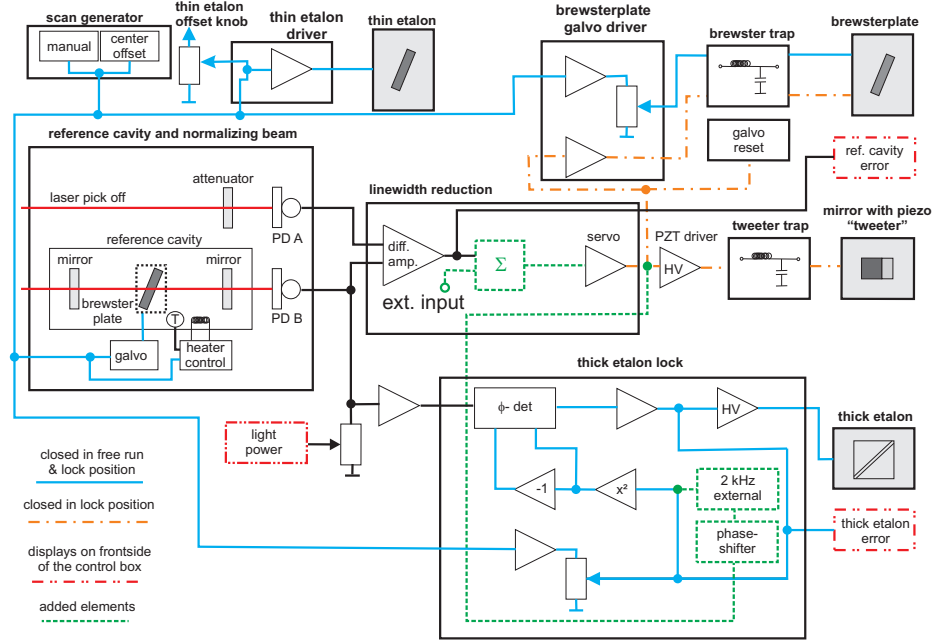 scan generator
manual
center
offset
thin etalon
offset knob
thin etalon
driver
thin etalon
brewsterplate
galvo driver
brewster trap
brewsterplate
galvo
reset
ref. cavity
error
reference cavity and normalizing beam
laser pick off
attenuator
PD A
reference cavity
mirror
mirror
brewster
plate
PD B
T
galvo
heater
control
linewidth reduction
diff.
amp.
Σ
ext. input
servo
PZT driver
HV
tweeter trap
mirror with piezo
“tweeter”
thick etalon lock
ϕ- det
HV
thick etalon
light
power
-1
x²
2 kHz
external
phase-
shifter
thick etalon
error
closed in free run
& lock position
closed in lock position
displays on frontside
of the control box
added elements